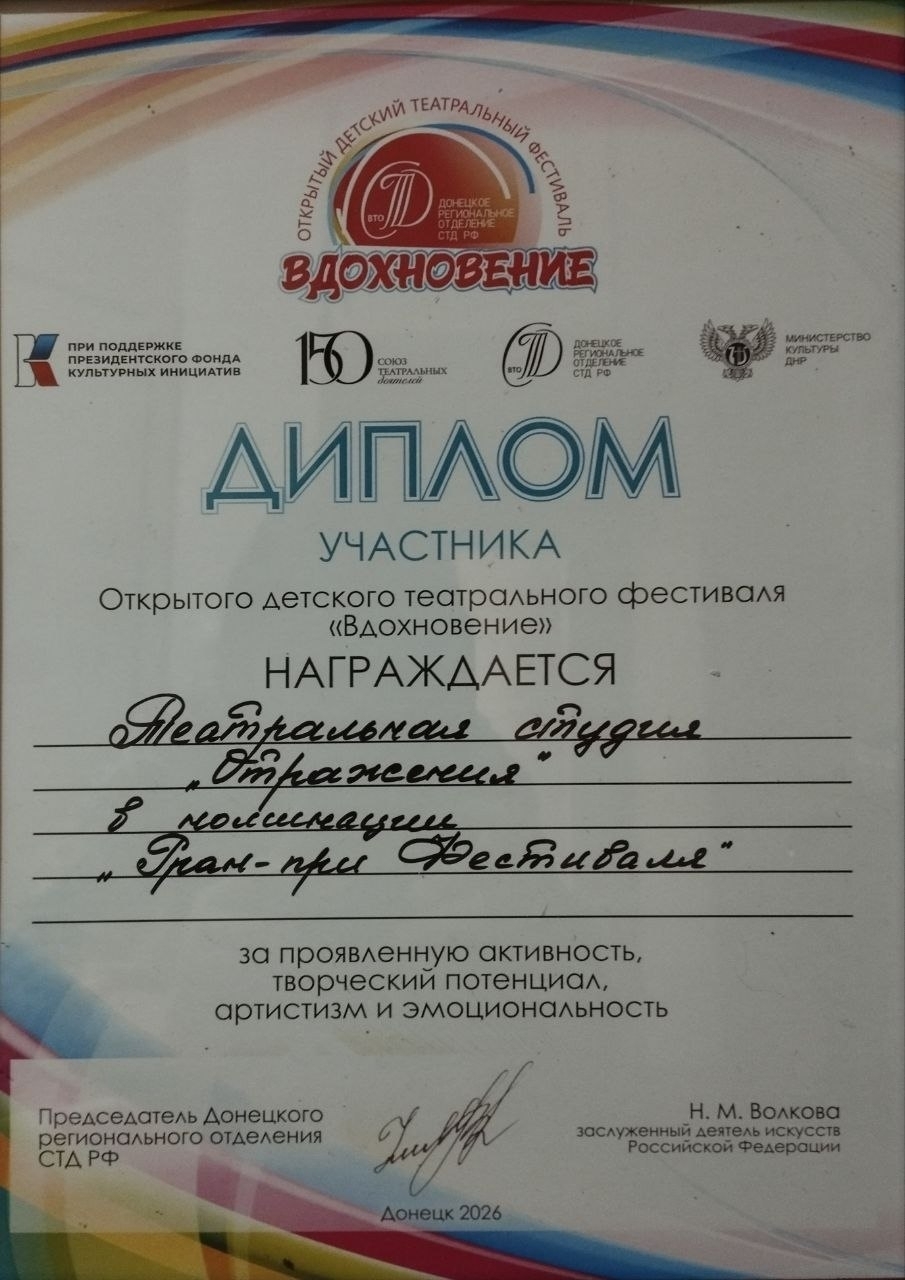 ОТКРЫТЫЙ ДЕТСКИЙ ТЕАТРАЛЬНЫЙ ФЕСТИВАЛЬ
ВТО
ДОНЕЦКОЕ
РЕГИОНАЛЬНОЕ
ОТДЕЛЕНИЕ
СТД РФ
ВДОХНОВЕНИЕ
ПРИ ПОДДЕРЖКЕ
ПРЕЗИДЕНТСКОГО ФОНДА
КУЛЬТУРНЫХ ИНИЦИАТИВ
150
СОЮЗ
ТЕАТРАЛЬНЫХ
деятелей
ВТО
ДОНЕЦКОЕ
РЕГИОНАЛЬНОЕ
ОТДЕЛЕНИЕ
СТД РФ
МИНИСТЕРСТВО
КУЛЬТУРЫ
ДНР
ДИПЛОМ
УЧАСТНИКА
Открытого детского театрального фестиваля
«Вдохновение»
НАГРАЖДАЕТСЯ
Театральная студия
„Отражения"
в номинации
„Гран-при Фестиваля"
за проявленную активность,
творческий потенциал,
артистизм и эмоциональность
Председатель Донецкого
регионального отделения
СТД РФ
Н. М. Волкова
заслуженный деятель искусств
Российской Федерации
Донецк 2026